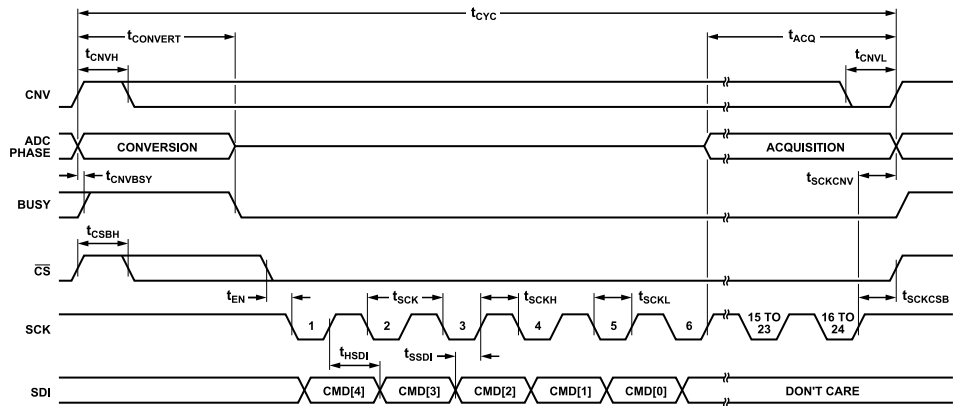 tCYC
tCONVERT
tACQ
tCNVH
tCNVL
CNV
ADC
PHASE
CONVERSION
ACQUISITION
tCNVBSY
tSCKCNV
BUSY
tCSBH
CS
tEN
tSCK
tSCKH
tSCKL
tSCKCSB
SCK
1
2
3
4
5
6
15 TO
23
16 TO
24
tHSDI
tSSDI
SDI
CMD[4]
CMD[3]
CMD[2]
CMD[1]
CMD[0]
DON'T CARE